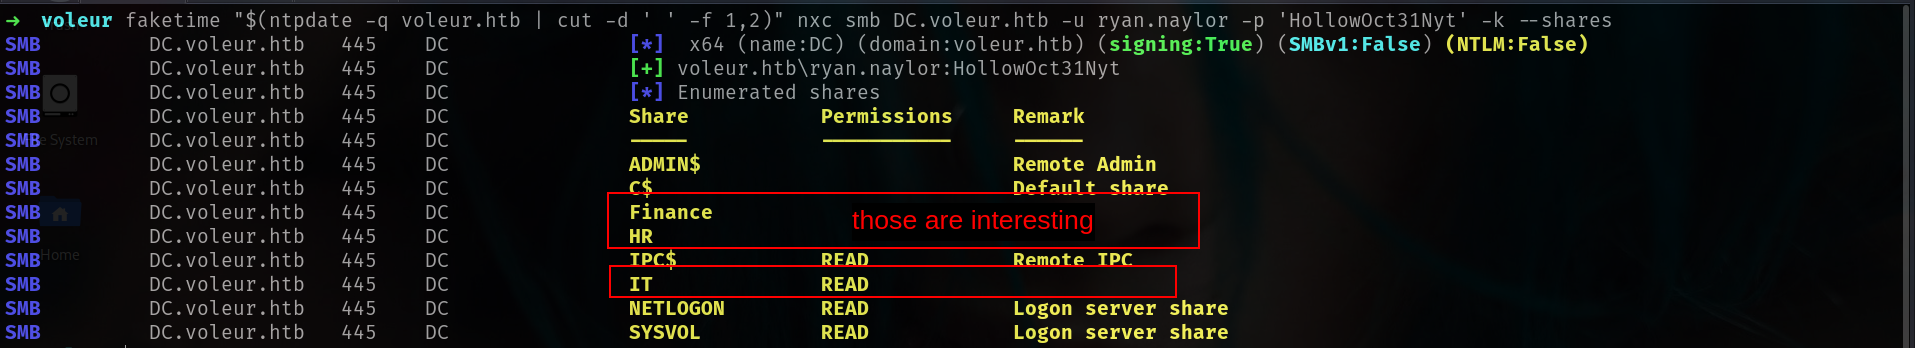 ➜ voleur faketime "$(ntpdate -q voleur.htb | cut -d ' ' -f 1,2)" nxc smb DC.voleur.htb -u ryan.naylor -p 'HollowOct31Nyt' -k --shares
SMB DC.voleur.htb 445 DC [*] x64 (name:DC) (domain:voleur.htb) (signing:True) (SMBv1:False) (NTLM:False)
SMB DC.voleur.htb 445 DC [+] voleur.htb\ryan.naylor:HollowOct31Nyt
SMB DC.voleur.htb 445 DC [*] Enumerated shares
SMB DC.voleur.htb 445 DC Share Permissions Remark
SMB DC.voleur.htb 445 DC ----- ----------- ------
System
SMB DC.voleur.htb 445 DC ADMIN$ Remote Admin
SMB DC.voleur.htb 445 DC C$ Default share
SMB DC.voleur.htb 445 DC Finance
those are interesting
SMB DC.voleur.htb 445 DC HR
Home
SMB DC.voleur.htb 445 DC IPC$ READ Remote IPC
SMB DC.voleur.htb 445 DC IT READ
SMB DC.voleur.htb 445 DC NETLOGON READ Logon server share
SMB DC.voleur.htb 445 DC SYSVOL READ Logon server share